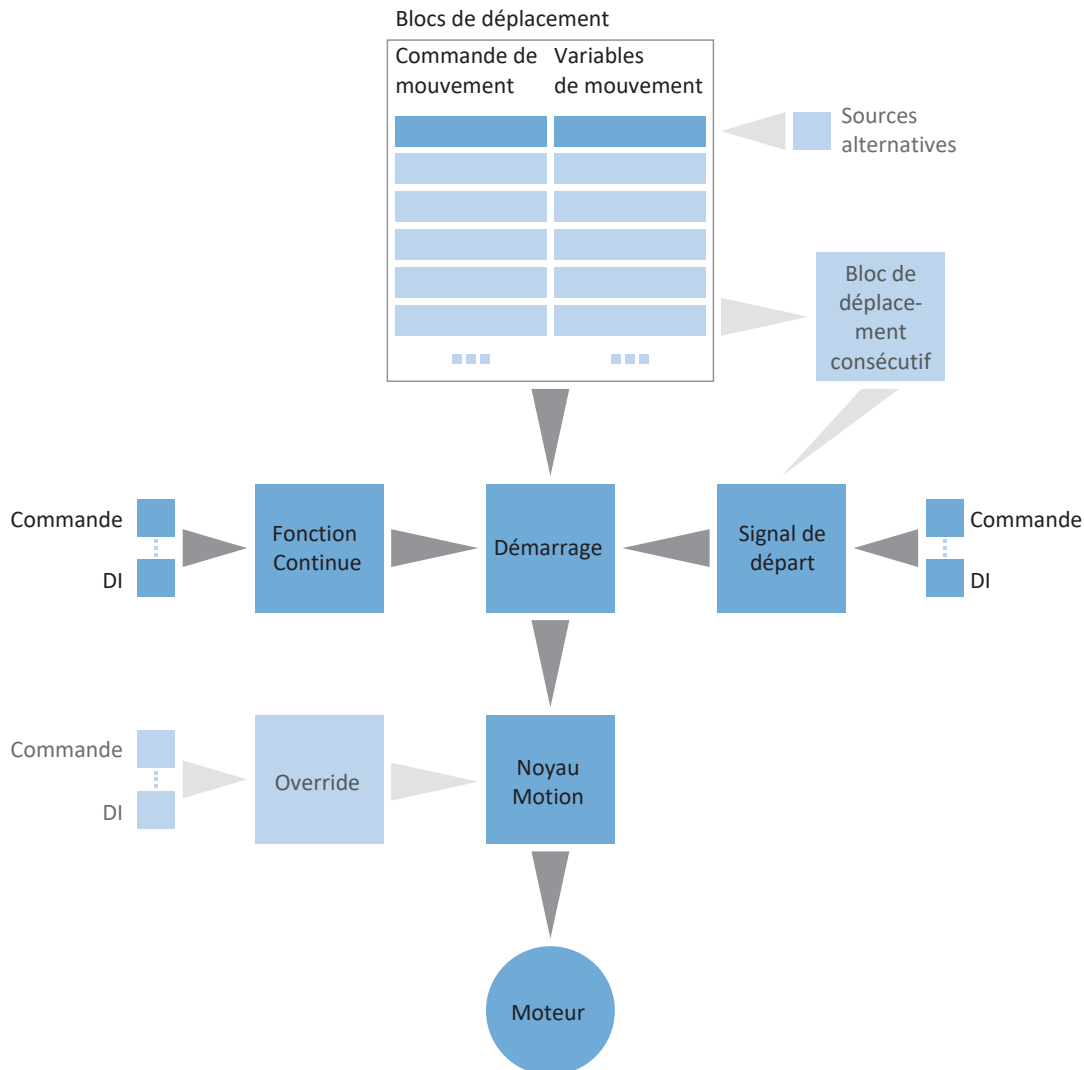 Blocs de déplacement
Commande de
mouvement
Variables
de mouvement
Sources
alternatives
Bloc de
déplace-
ment
consécutif
Commande
DI
Fonction
Continue
Démarrage
Signal de
départ
Commande
DI
Commande
DI
Override
Noyau
Motion
Moteur